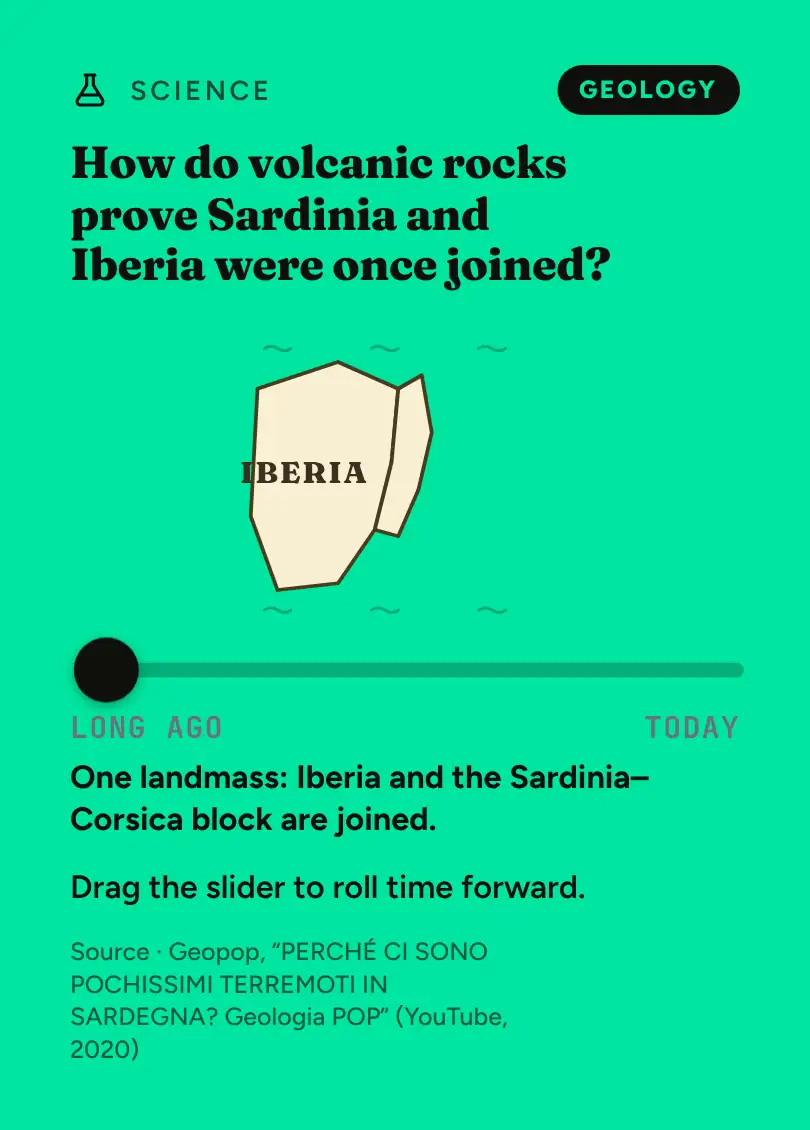 SCIENCE
GEOLOGY
How do volcanic rocks
prove Sardinia and
Iberia were once joined?
IBERIA
LONG AGO
TODAY
One landmass: Iberia and the Sardinia–
Corsica block are joined.
Drag the slider to roll time forward.
Source · Geopop, “PERCHÉ CI SONO
POCHISSIMI TERREMOTI IN
SARDEGNA? Geologia POP” (YouTube,
2020)